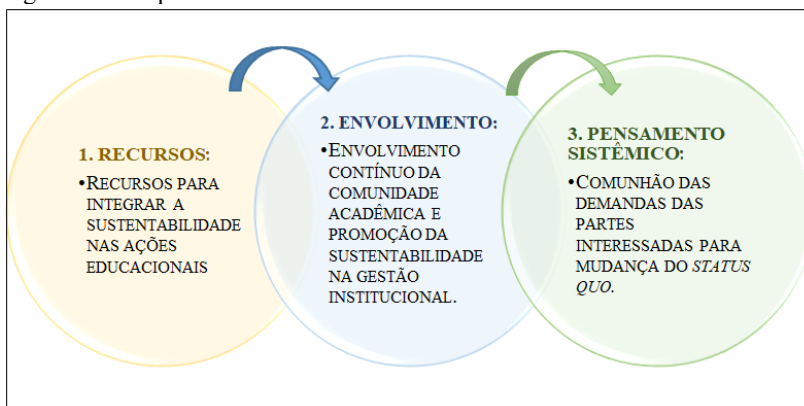 1. RECURSOS:
•RECURSOS PARA
INTEGRAR A
SUSTENTABILIDADE
NAS AÇÕES
EDUCACIONAIS
2. ENVOLVIMENTO:
•ENVOLVIMENTO
CONTÍNUO DA
COMUNIDADE
ACADÊMICA E
PROMOÇÃO DA
SUSTENTABILIDADE
NA GESTÃO
INSTITUCIONAL.
3. PENSAMENTO
SISTÊMICO:
•COMUNHÃO DAS
DEMANDAS DAS
PARTES
INTERESSADAS PARA
MUDANÇA DO STATUS
QUO.